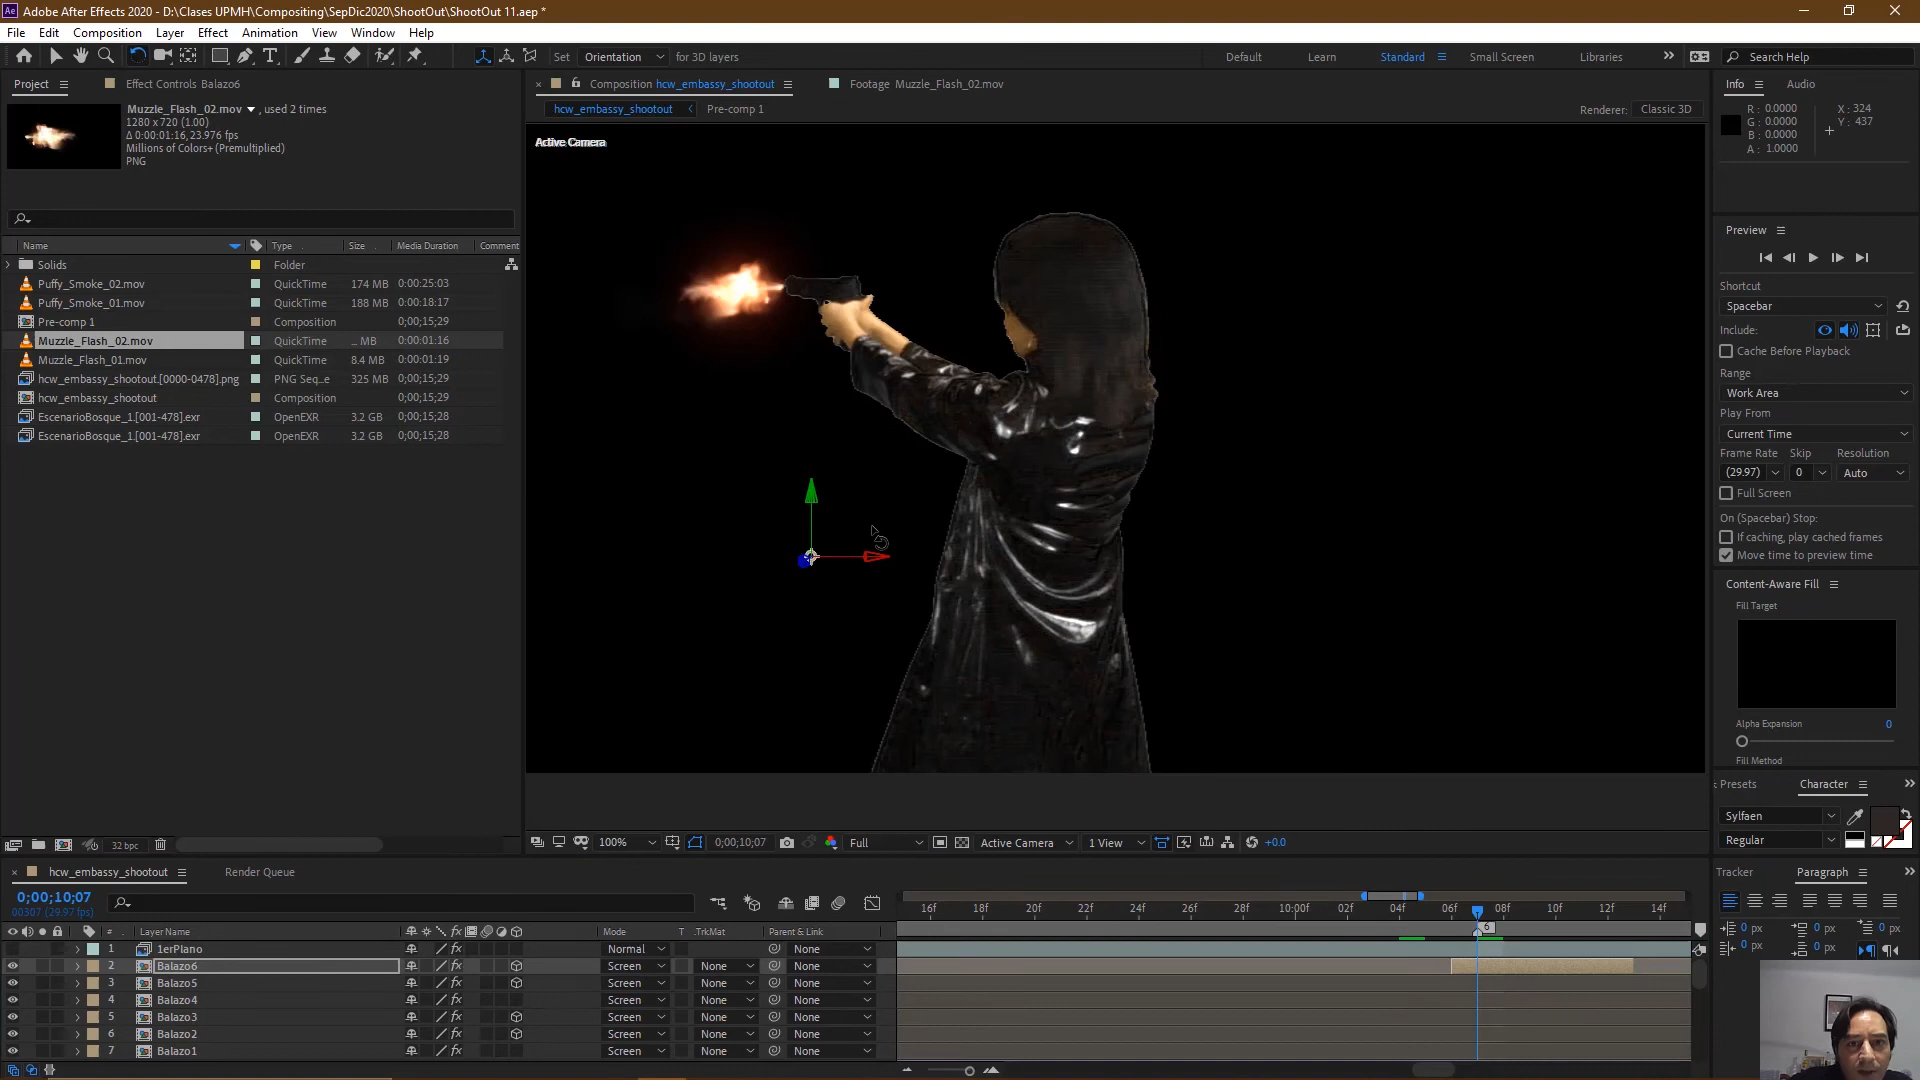 Adobe After Effects 2020 - D:\Clases UPMH\Compositing\SepDic2020\ShootOut\ShootOut 11.aep *
File Edit Composition Layer Effect Animation View Window Help
Set Orientation for 3D layers Default Learn Standard Small Screen Libraries Search Help
Project Effect Controls Balazo6
Muzzle_Flash_02.mov , used 2 times
1280 x 720 (1.00)
Δ 0:00:01:16, 23.976 fps
Millions of Colors+ (Premultiplied)
PNG
Name Type Size Media Duration Comment
Solids Folder
Puffy_Smoke_02.mov QuickTime 174 MB 0:00:25:03
Puffy_Smoke_01.mov QuickTime 188 MB 0:00:18:17
Pre-comp 1 Composition 0;00;15;29
Muzzle_Flash_02.mov QuickTime ... MB 0:00:01:16
Muzzle_Flash_01.mov QuickTime 8.4 MB 0:00:01:19
hcw_embassy_shootout.[0000-0478].png PNG Seq...e 325 MB 0;00;15;29
hcw_embassy_shootout Composition 0;00;15;29
EscenarioBosque_1.[001-478].exr OpenEXR 3.2 GB 0;00;15;28
EscenarioBosque_1.[001-478].exr OpenEXR 3.2 GB 0;00;15;28
32 bpc
Composition hcw_embassy_shootout Footage Muzzle_Flash_02.mov
hcw_embassy_shootout Pre-comp 1 Renderer: Classic 3D
Active Camera
100% 0;00;10;07 Full Active Camera 1 View +0.0
Info Audio
R : 0.0000 X : 324
G : 0.0000 Y : 437
B : 0.0000
A : 1.0000
Preview
Shortcut
Spacebar
Include:
Cache Before Playback
Range
Work Area
Play From
Current Time
Frame Rate Skip Resolution
(29.97) 0 Auto
Full Screen
On (Spacebar) Stop:
If caching, play cached frames
Move time to preview time
Content-Aware Fill
Fill Target
Alpha Expansion 0
Fill Method
Presets Character
Sylfaen
Regular
Tracker Paragraph
0 px 0 px 0 px
0 px 0 px
hcw_embassy_shootout Render Queue
0;00;10;07
00307 (29.97 fps)
16f 18f 20f 22f 24f 26f 28f 10:00f 02f 04f 06f 08f 10f 12f 14f
# Layer Name Mode T .TrkMat Parent & Link 6
1 1erPlano Normal None
2 Balazo6 Screen None None
3 Balazo5 Screen None None
4 Balazo4 Screen None None
5 Balazo3 Screen None None
6 Balazo2 Screen None None
7 Balazo1 Screen None None